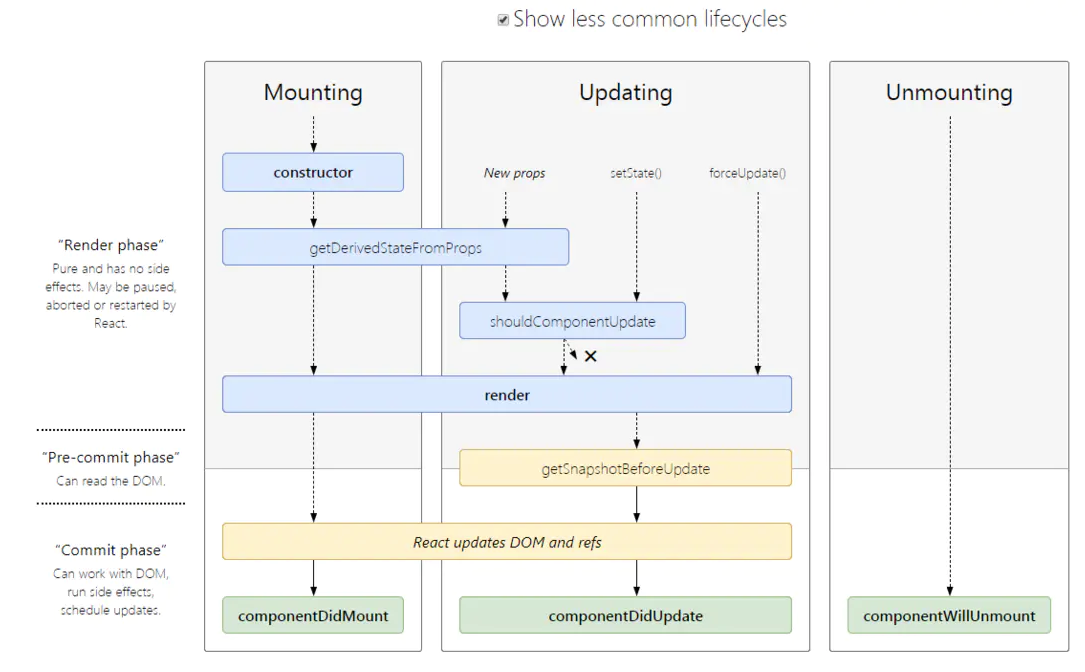 Show less common lifecycles
Mounting
Updating
Unmounting
constructor
New props
setState()
forceUpdate()
“Render phase”
Pure and has no side
effects. May be paused,
aborted or restarted by
React.
getDerivedStateFromProps
shouldComponentUpdate
render
“Pre-commit phase”
Can read the DOM.
getSnapshotBeforeUpdate
React updates DOM and refs
“Commit phase”
Can work with DOM,
run side effects,
schedule updates.
componentDidMount
componentDidUpdate
componentWillUnmount